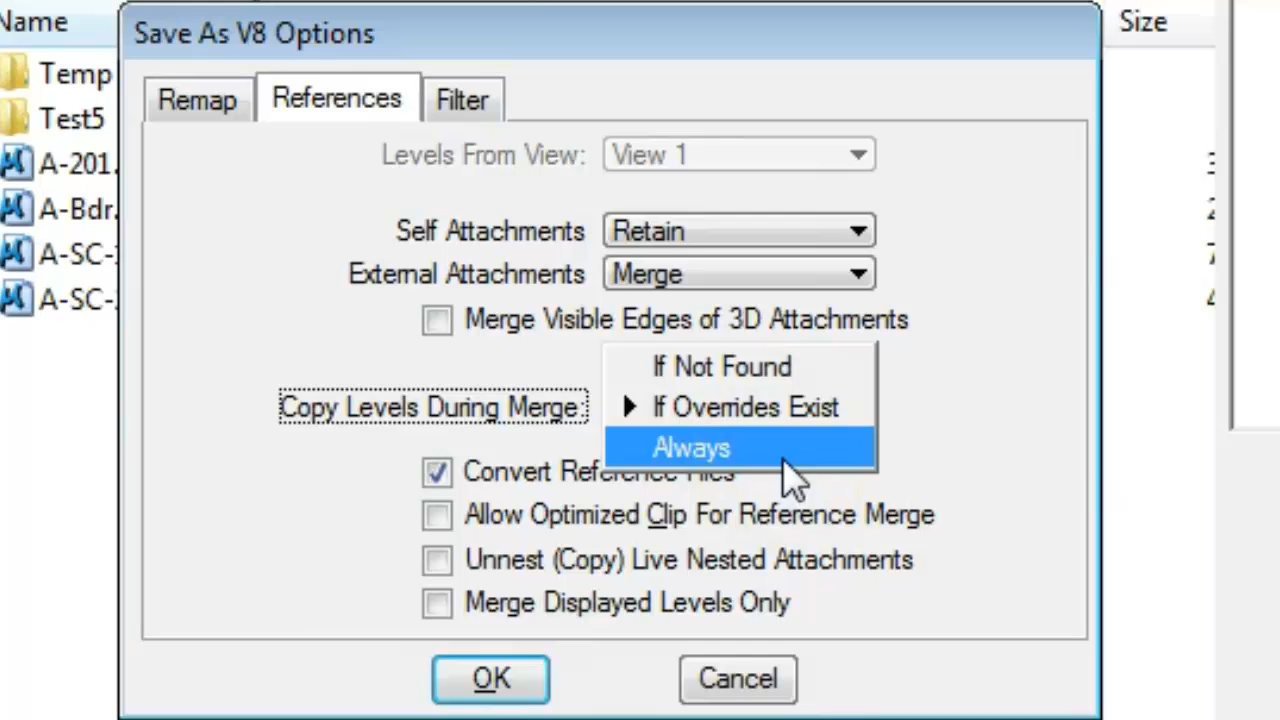 Name
Save As V8 Options
Size
Temp
Test5
A-201.
A-Bdr.
A-SC-
A-SC-
Remap
References
Filter
Levels From View: View 1
Self Attachments Retain
External Attachments Merge
Merge Visible Edges of 3D Attachments
If Not Found
Copy Levels During Merge: If Overrides Exist
Always
Convert Reference Files
Allow Optimized Clip For Reference Merge
Unnest (Copy) Live Nested Attachments
Merge Displayed Levels Only
OK
Cancel